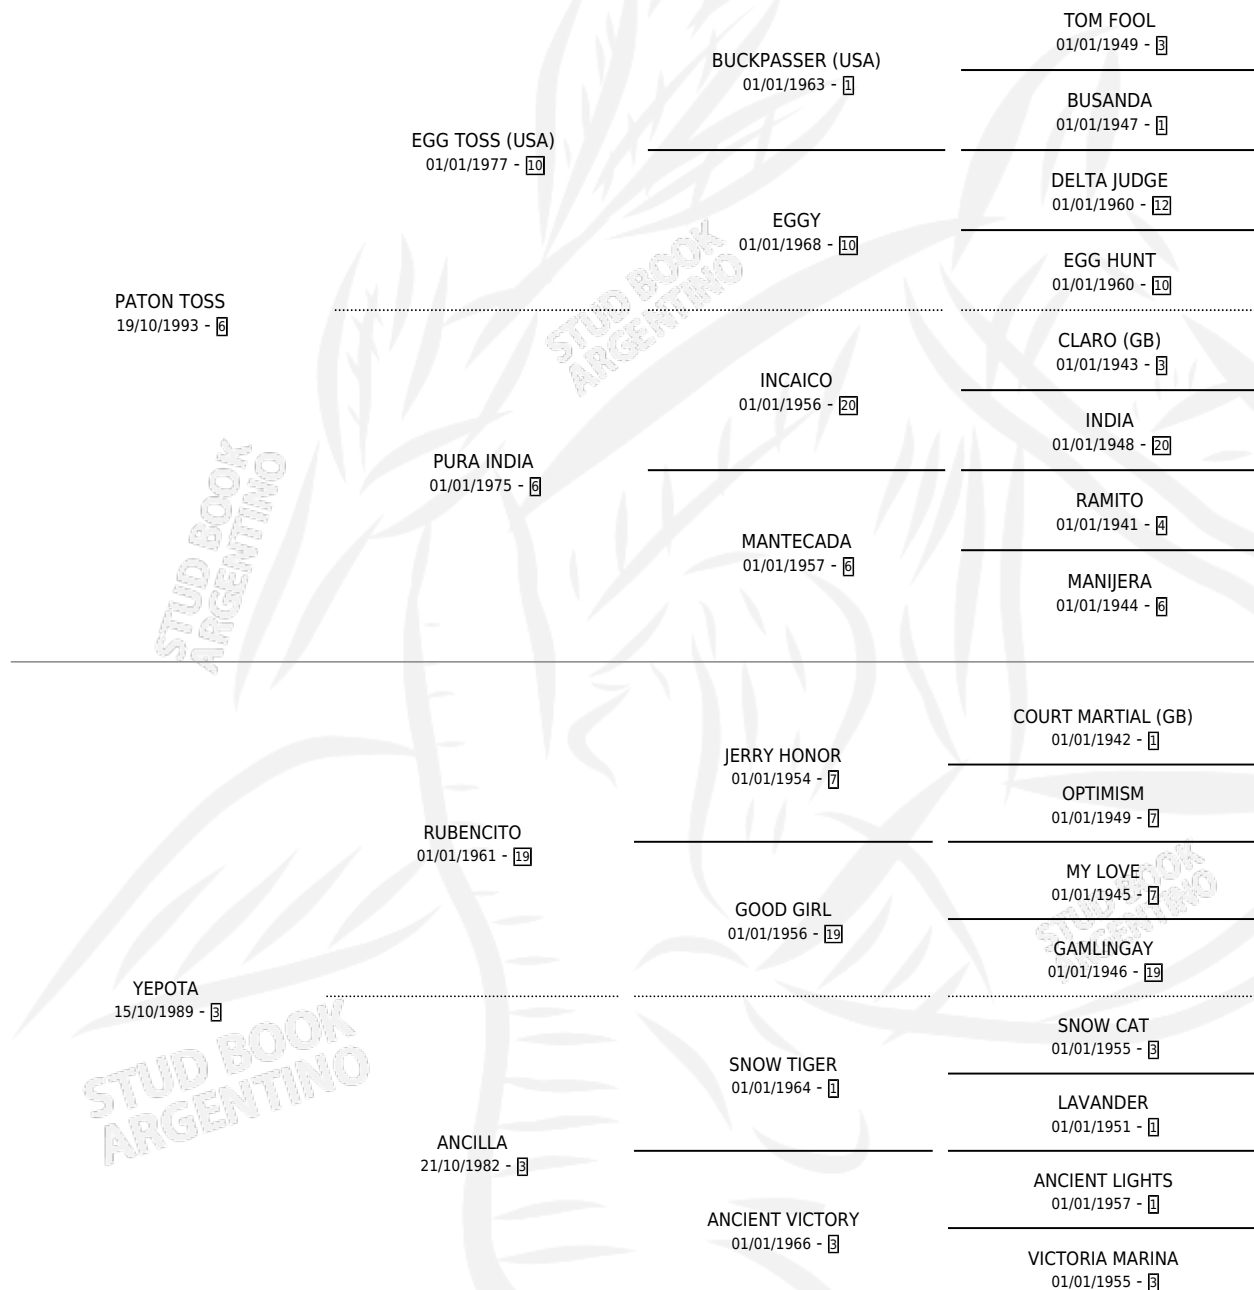 TOM FOOL
01/01/1949 - 3
BUCKPASSER (USA)
01/01/1963 - 1
BUSANDA
01/01/1947 - 1
EGG TOSS (USA)
01/01/1977 - 10
DELTA JUDGE
01/01/1960 - 12
EGGY
01/01/1968 - 10
EGG HUNT
01/01/1960 - 10
PATON TOSS
19/10/1993 - 6
CLARO (GB)
01/01/1943 - 3
INCAICO
01/01/1956 - 20
INDIA
01/01/1948 - 20
PURA INDIA
01/01/1975 - 6
RAMITO
01/01/1941 - 4
MANTECADA
01/01/1957 - 6
MANIJERA
01/01/1944 - 6
COURT MARTIAL (GB)
01/01/1942 - 1
JERRY HONOR
01/01/1954 - 7
OPTIMISM
01/01/1949 - 7
RUBENCITO
01/01/1961 - 19
MY LOVE
01/01/1945 - 7
GOOD GIRL
01/01/1956 - 19
GAMLINGAY
01/01/1946 - 19
YEPOTA
15/10/1989 - 3
SNOW CAT
01/01/1955 - 3
SNOW TIGER
01/01/1964 - 1
LAVANDER
01/01/1951 - 1
ANCILLA
21/10/1982 - 3
ANCIENT LIGHTS
01/01/1957 - 1
ANCIENT VICTORY
01/01/1966 - 3
VICTORIA MARINA
01/01/1955 - 3
STUD BOOK
ARGENTINO
STUD BOOK
ARGENTINO
STUD BOOK
ARGENTINO
STUD BOOK
ARGENTINO